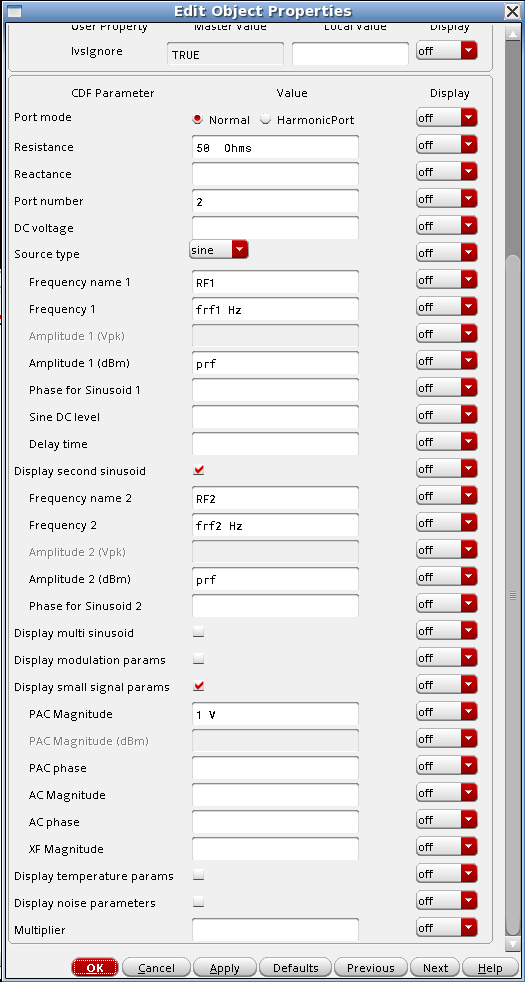 Edit Object Properties
User Property Master Value Local Value Display
lvsIgnore TRUE off
CDF Parameter Value Display
Port mode Normal HarmonicPort off
Resistance 50 Ohms off
Reactance off
Port number 2 off
DC voltage off
Source type sine off
Frequency name 1 RF1 off
Frequency 1 frf1 Hz off
Amplitude 1 (Vpk) off
Amplitude 1 (dBm) prf off
Phase for Sinusoid 1 off
Sine DC level off
Delay time off
Display second sinusoid off
Frequency name 2 RF2 off
Frequency 2 frf2 Hz off
Amplitude 2 (Vpk) off
Amplitude 2 (dBm) prf off
Phase for Sinusoid 2 off
Display multi sinusoid off
Display modulation params off
Display small signal params off
PAC Magnitude 1 V off
PAC Magnitude (dBm) off
PAC phase off
AC Magnitude off
AC phase off
XF Magnitude off
Display temperature params off
Display noise parameters off
Multiplier off
OK Cancel Apply Defaults Previous Next Help